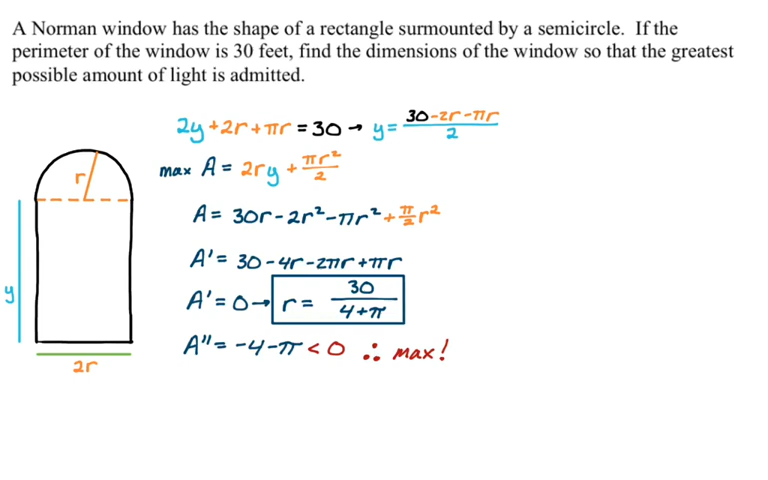 A Norman window has the shape of a rectangle surmounted by a semicircle. If the
perimeter of the window is 30 feet, find the dimensions of the window so that the greatest
possible amount of light is admitted.
2y+2r+πr = 30 → y = (30-2r-πr)/2
max A = 2ry + πr²/2
r
A = 30r - 2r² - πr² + π/2 r²
A' = 30 - 4r - 2πr + πr
y
A' = 0 → r = 30/(4+π)
A'' = -4-π < 0 ∴ max!
2r